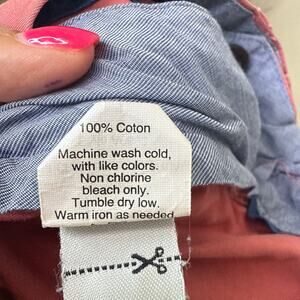 100% Coton
Machine wash cold,
with like colors.
Non chlorine
bleach only.
Tumble dry low.
Warm iron as needed